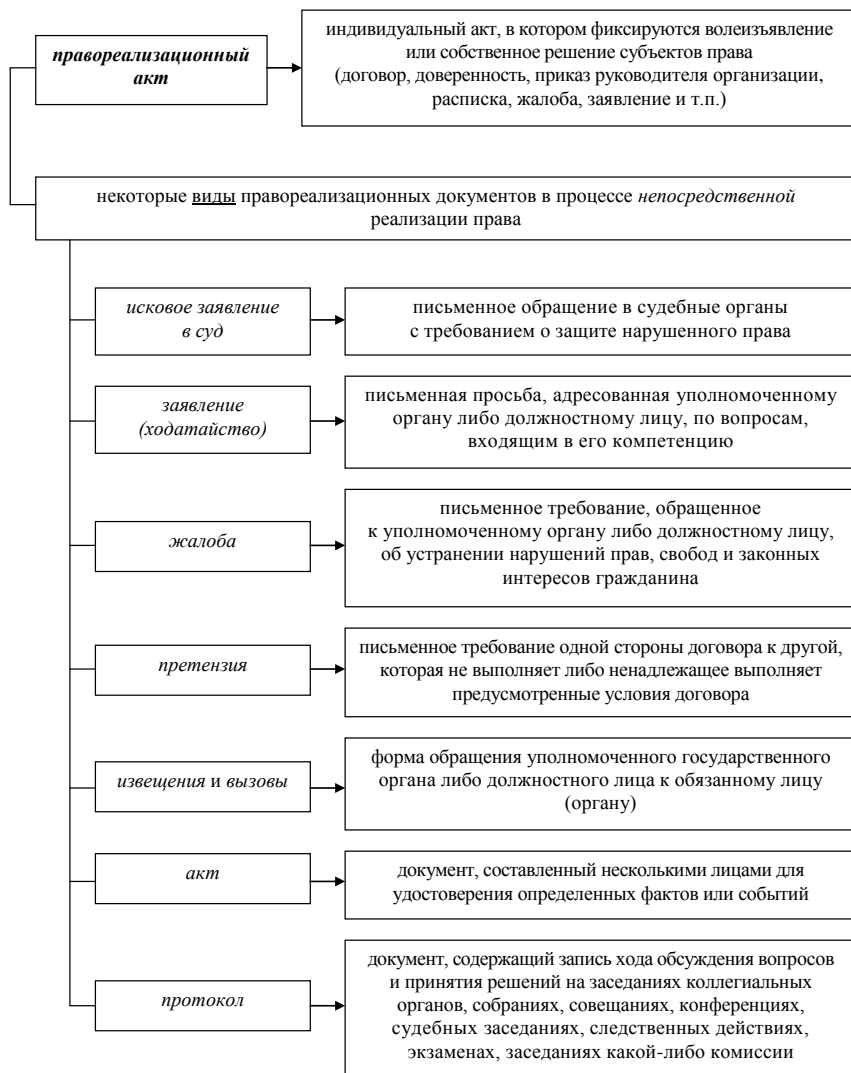 правореализационный
акт
индивидуальный акт, в котором фиксируются волеизъявление
или собственное решение субъектов права
(договор, доверенность, приказ руководителя организации,
расписка, жалоба, заявление и т.п.)
некоторые виды правореализационных документов в процессе непосредственной
реализации права
исковое заявление
в суд
письменное обращение в судебные органы
с требованием о защите нарушенного права
заявление
(ходатайство)
письменная просьба, адресованная уполномоченному
органу либо должностному лицу, по вопросам,
входящим в его компетенцию
жалоба
письменное требование, обращенное
к уполномоченному органу либо должностному лицу,
об устранении нарушений прав, свобод и законных
интересов гражданина
претензия
письменное требование одной стороны договора к другой,
которая не выполняет либо ненадлежащее выполняет
предусмотренные условия договора
извещения и вызовы
форма обращения уполномоченного государственного
органа либо должностного лица к обязанному лицу
(органу)
акт
документ, составленный несколькими лицами для
удостоверения определенных фактов или событий
протокол
документ, содержащий запись хода обсуждения вопросов
и принятия решений на заседаниях коллегиальных
органов, собраниях, совещаниях, конференциях,
судебных заседаниях, следственных действиях,
экзаменах, заседаниях какой-либо комиссии